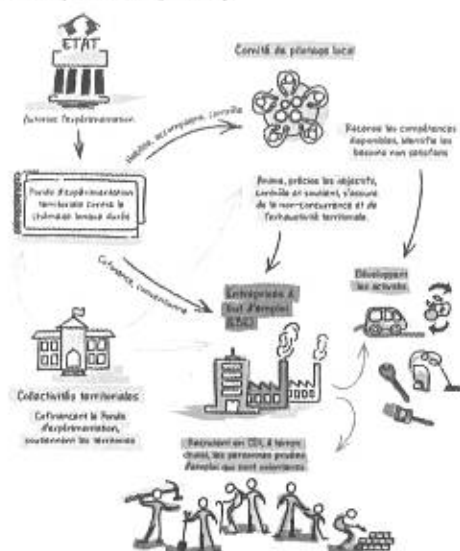 ETAT
Autorise l'expérimentation
Comité de pilotage local
Habilite, accompagne, contrôle
Recense les compétences
disponibles, identifie les
besoins non satisfaits
Fonds d'expérimentation
territoriale contre le
chômage longue durée
Anime, précise les objectifs,
contrôle et soutient, s'assure
de la non-concurrence et de
l'exhaustivité territoriale.
Cofinance, conventionne
Entreprise à
but d'emploi
(EBE)
Développent
les activités
Collectivités territoriales
Cofinancent le Fonds
d'expérimentation,
soutiennent les territoires
Recrutent en CDI, à temps
choisi, les personnes privées
d'emploi qui sont volontaires